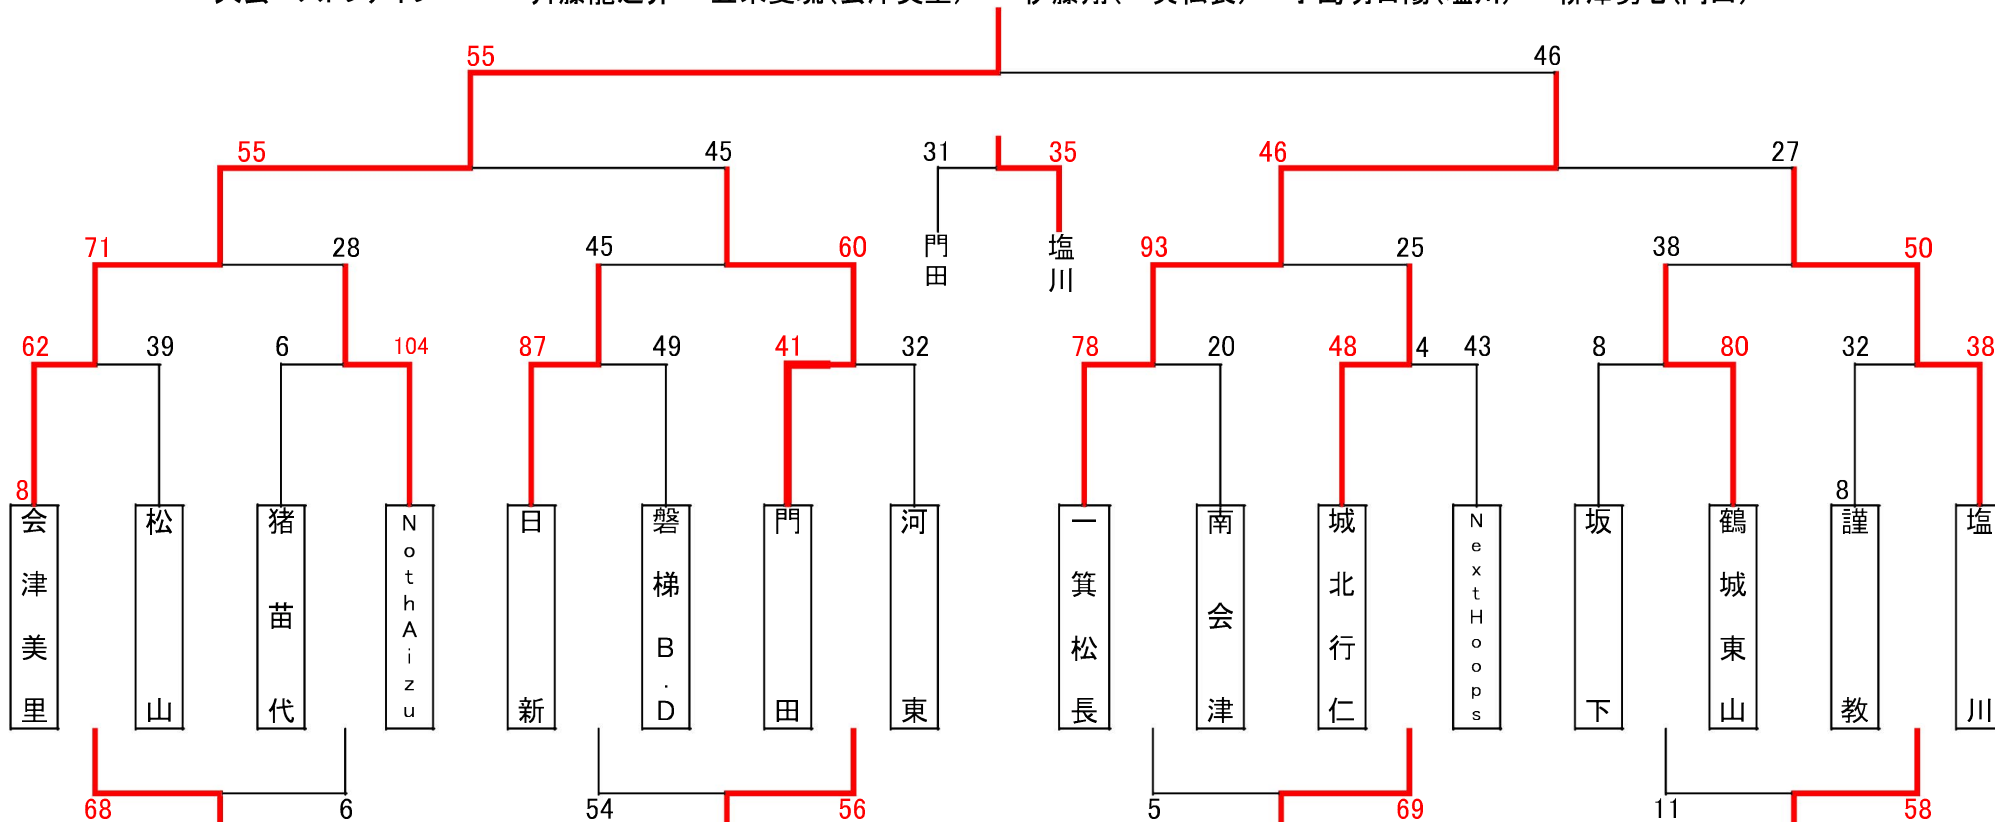 55 46
55 45 31 35 46 27
71 28 45 60 93 25 38 50
門田
塩川
62 39 6 104 87 49 41 32 78 20 48 4 43 8 80 32 38
8 8
会津美里
松山
猪苗代
NothAizu
日新
磐梯B.D
門田
河東
一箕松長
南会津
城北行仁
NextHoops
坂下
鶴城東山
謹教
塩川
68 6 54 56 5 69 11 58